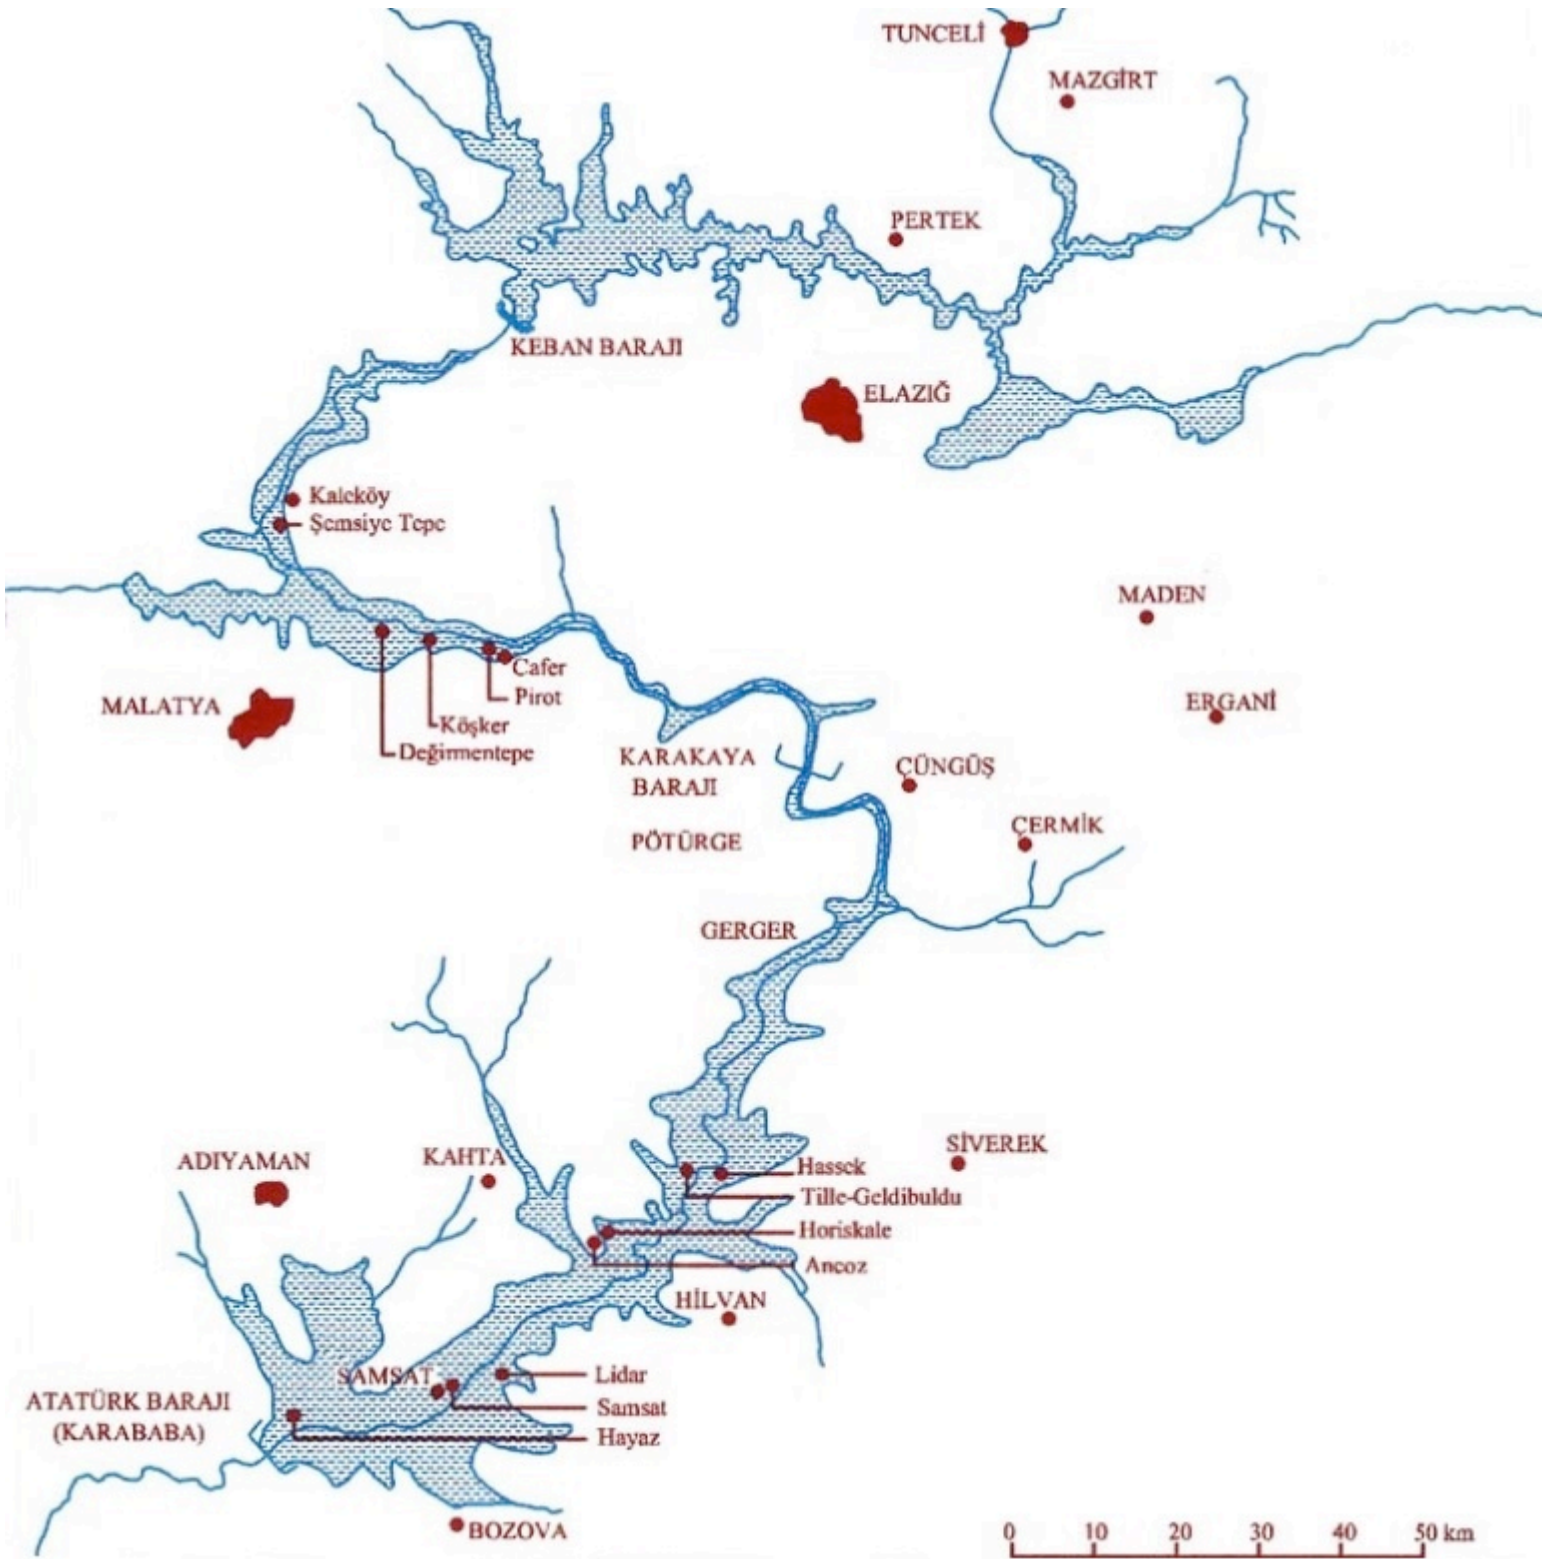 TUNCELİ
MAZGİRT
PERTEK
KEBAN BARAJI
ELAZIĞ
Kaleköy
Şemsiye Tepe
MADEN
Cafer
Pirot
MALATYA
ERGANİ
Köşker
Değirmentepe
KARAKAYA
BARAJI
ÇÜNGÜŞ
ÇERMİK
PÖTÜRGE
GERGER
SİVEREK
ADIYAMAN
KAHTA
Hassek
Tille-Geldibuldu
Horiskale
Ancoz
HİLVAN
SAMSAT
Lidar
ATATÜRK BARAJI
(KARABABA)
Samsat
Hayaz
BOZOVA
0 10 20 30 40 50 km